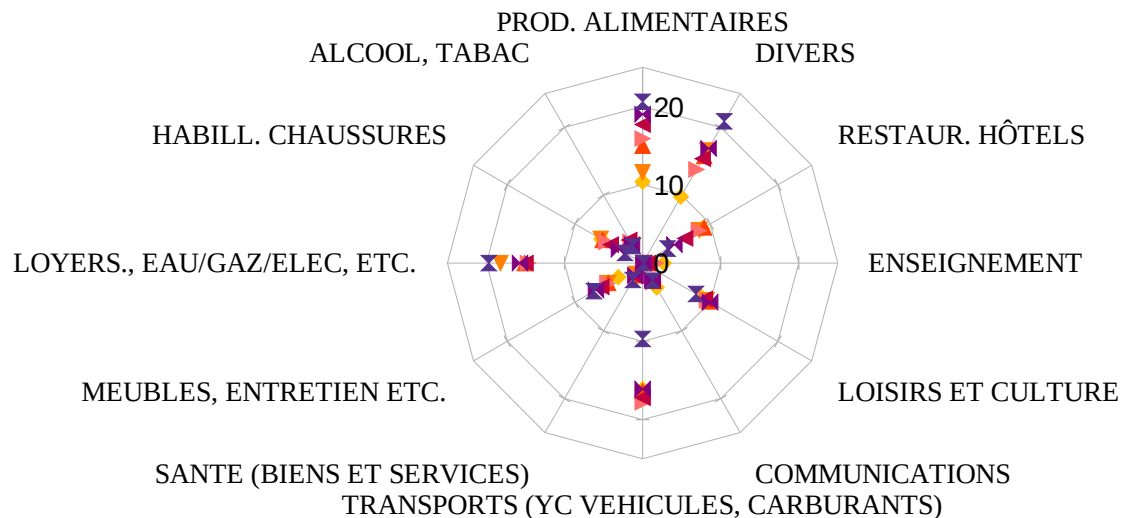 PROD. ALIMENTAIRES
ALCOOL, TABAC
DIVERS
HABILL. CHAUSSURES
RESTAUR. HÔTELS
20
10
0
LOYERS., EAU/GAZ/ELEC, ETC.
ENSEIGNEMENT
MEUBLES, ENTRETIEN ETC.
LOISIRS ET CULTURE
SANTE (BIENS ET SERVICES)
COMMUNICATIONS
TRANSPORTS (YC VEHICULES, CARBURANTS)